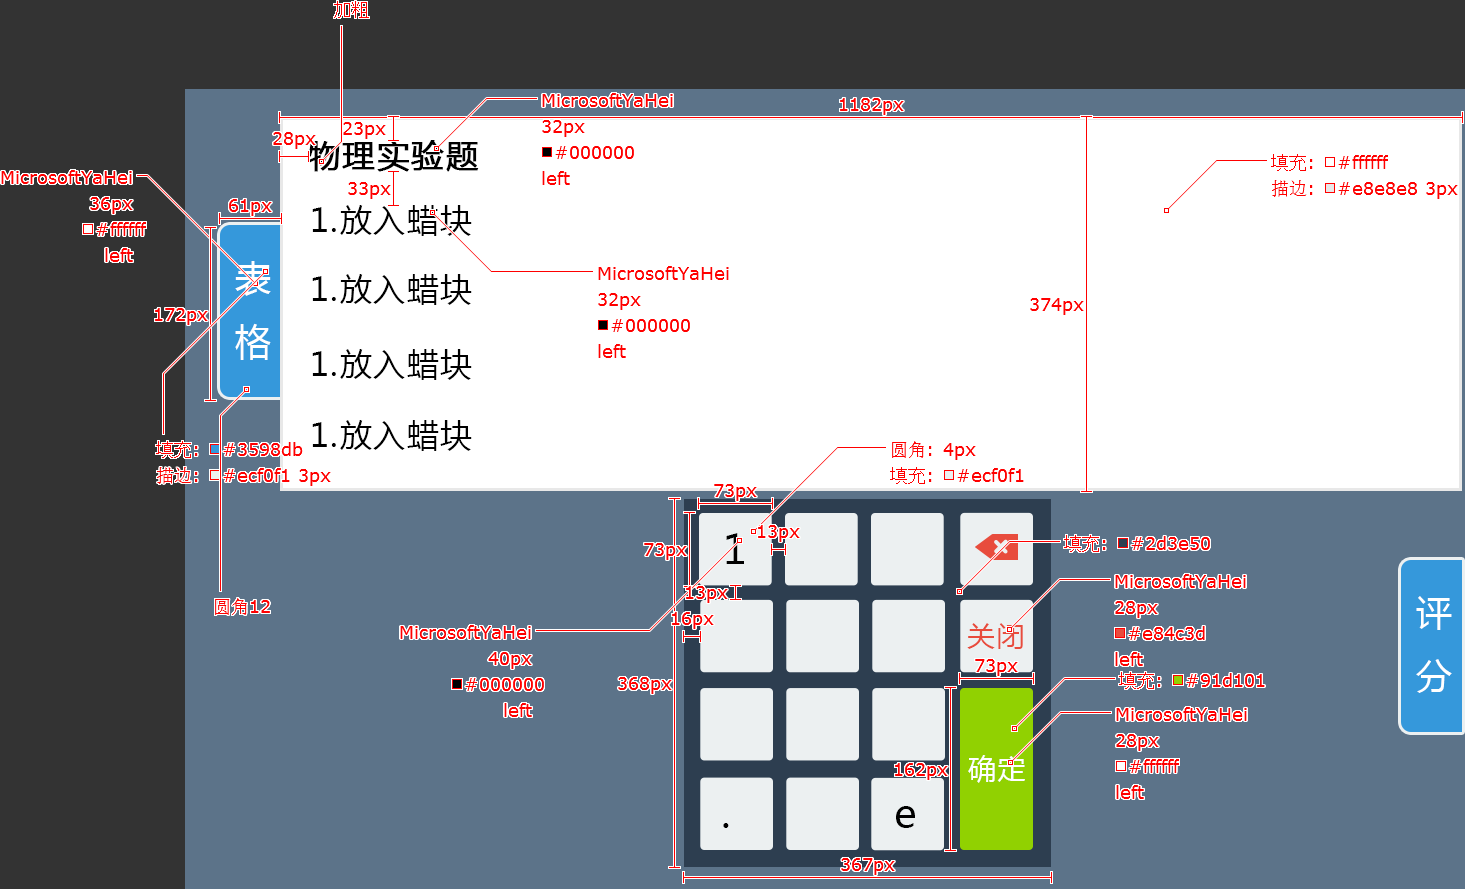 加粗
MicrosoftYaHei
32px
#000000
left
1182px
23px
28px
物理实验题
33px
填充: #ffffff
描边: #e8e8e8 3px
MicrosoftYaHei
36px
#ffffff
left
61px
1.放入蜡块
172px
表
格
MicrosoftYaHei
32px
#000000
left
374px
1.放入蜡块
1.放入蜡块
1.放入蜡块
填充: #3598db
描边: #ecf0f1 3px
圆角: 4px
填充: #ecf0f1
73px
73px
1
13px
13px
16px
填充: #2d3e50
圆角12
MicrosoftYaHei
40px
#000000
left
368px
关闭
MicrosoftYaHei
28px
#e84c3d
left
73px
填充: #91d101
MicrosoftYaHei
28px
#ffffff
left
162px
确定
.
e
367px
评
分